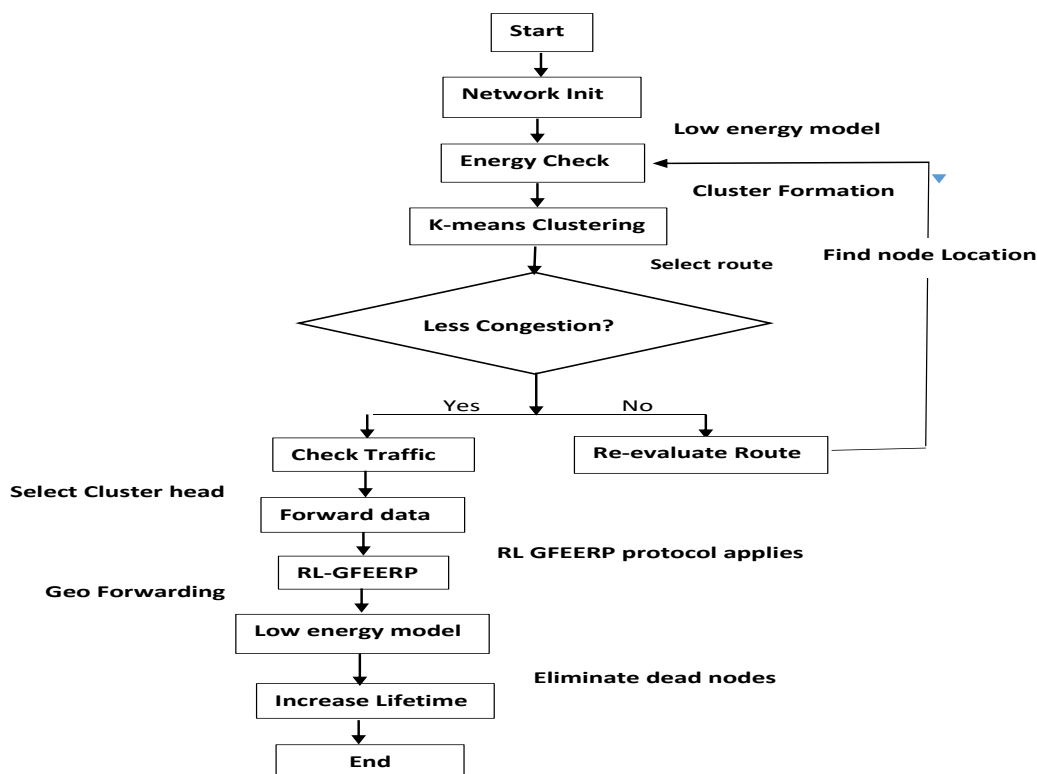 Start
Network Init
Low energy model
Energy Check
Cluster Formation
K-means Clustering
Find node Location
Select route
Less Congestion?
Yes
No
Check Traffic
Re-evaluate Route
Select Cluster head
Forward data
RL GFEERP protocol applies
RL-GFEERP
Geo Forwarding
Low energy model
Eliminate dead nodes
Increase Lifetime
End